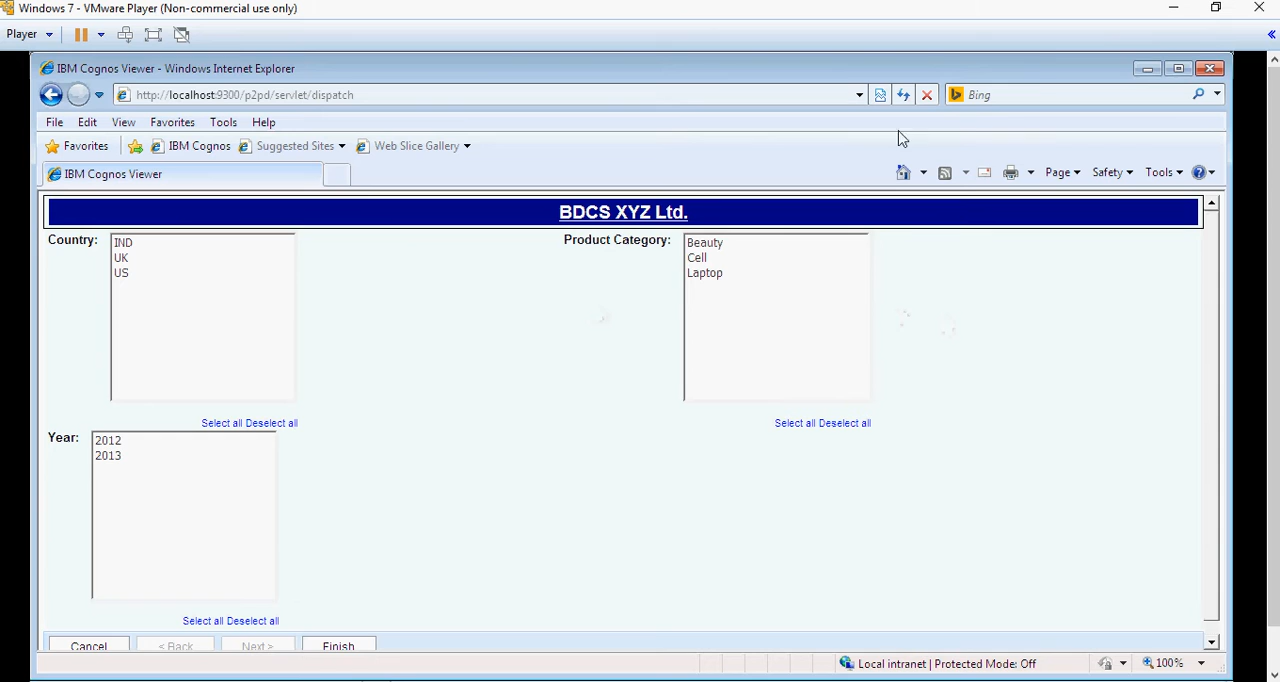 Windows 7 - VMware Player (Non-commercial use only)
Player
IBM Cognos Viewer - Windows Internet Explorer
http://localhost:9300/p2pd/servlet/dispatch
Bing
File Edit View Favorites Tools Help
Favorites IBM Cognos Suggested Sites Web Slice Gallery
IBM Cognos Viewer
Page Safety Tools
BDCS XYZ Ltd.
Country:
IND
UK
US
Select all Deselect all
Product Category:
Beauty
Cell
Laptop
Select all Deselect all
Year:
2012
2013
Select all Deselect all
Cancel < Back Next > Finish
Local intranet | Protected Mode: Off
100%